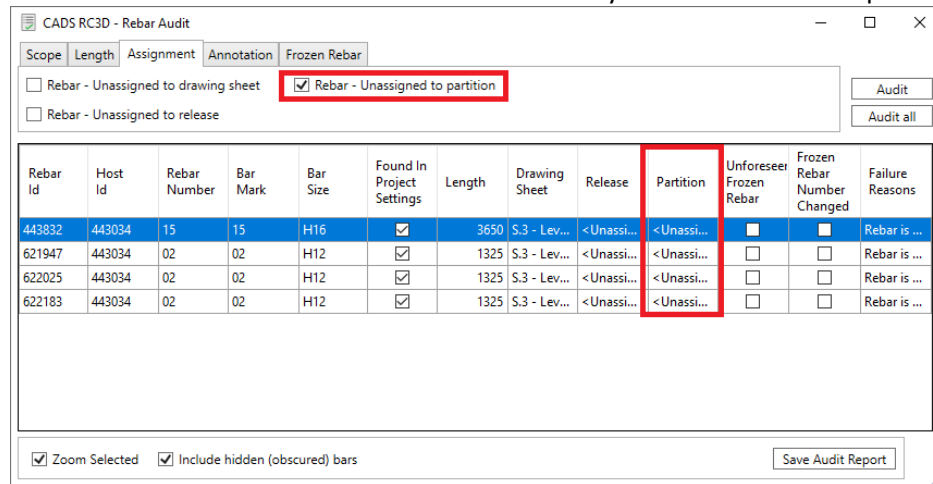 CADS RC3D - Rebar Audit
Scope Length Assignment Annotation Frozen Rebar
Rebar - Unassigned to drawing sheet Rebar - Unassigned to partition Audit
Rebar - Unassigned to release Audit all
Rebar Id Host Id Rebar Number Bar Mark Bar Size Found In Project Settings Length Drawing Sheet Release Partition Unforeseen Frozen Rebar Frozen Rebar Number Changed Failure Reasons
443832 443034 15 15 H16 3650 S.3 - Lev... <Unassi... <Unassi... Rebar is ...
621947 443034 02 02 H12 1325 S.3 - Lev... <Unassi... <Unassi... Rebar is ...
622025 443034 02 02 H12 1325 S.3 - Lev... <Unassi... <Unassi... Rebar is ...
622183 443034 02 02 H12 1325 S.3 - Lev... <Unassi... <Unassi... Rebar is ...
Zoom Selected Include hidden (obscured) bars Save Audit Report